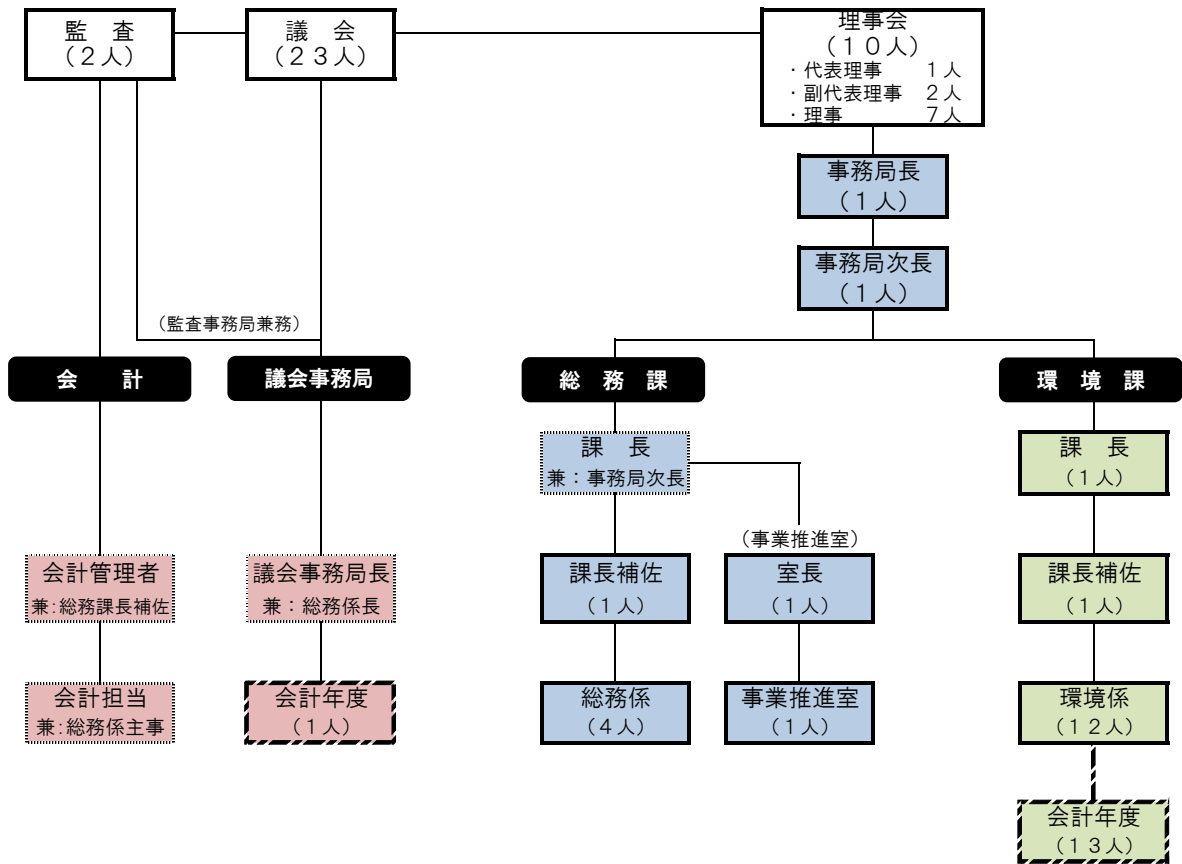 監　査
（２人）
議　会
（２３人）
理事会
（１０人）
・代表理事　１人
・副代表理事　２人
・理事　７人
事務局長
（１人）
事務局次長
（１人）
（監査事務局兼務）
会　計
議会事務局
総　務　課
環　境　課
課　長
兼：事務局次長
課　長
（１人）
（事業推進室）
会計管理者
兼:総務課長補佐
議会事務局長
兼：総務係長
課長補佐
（１人）
室長
（１人）
課長補佐
（１人）
会計担当
兼:総務係主事
会計年度
（１人）
総務係
（４人）
事業推進室
（１人）
環境係
（１２人）
会計年度
（１３人）